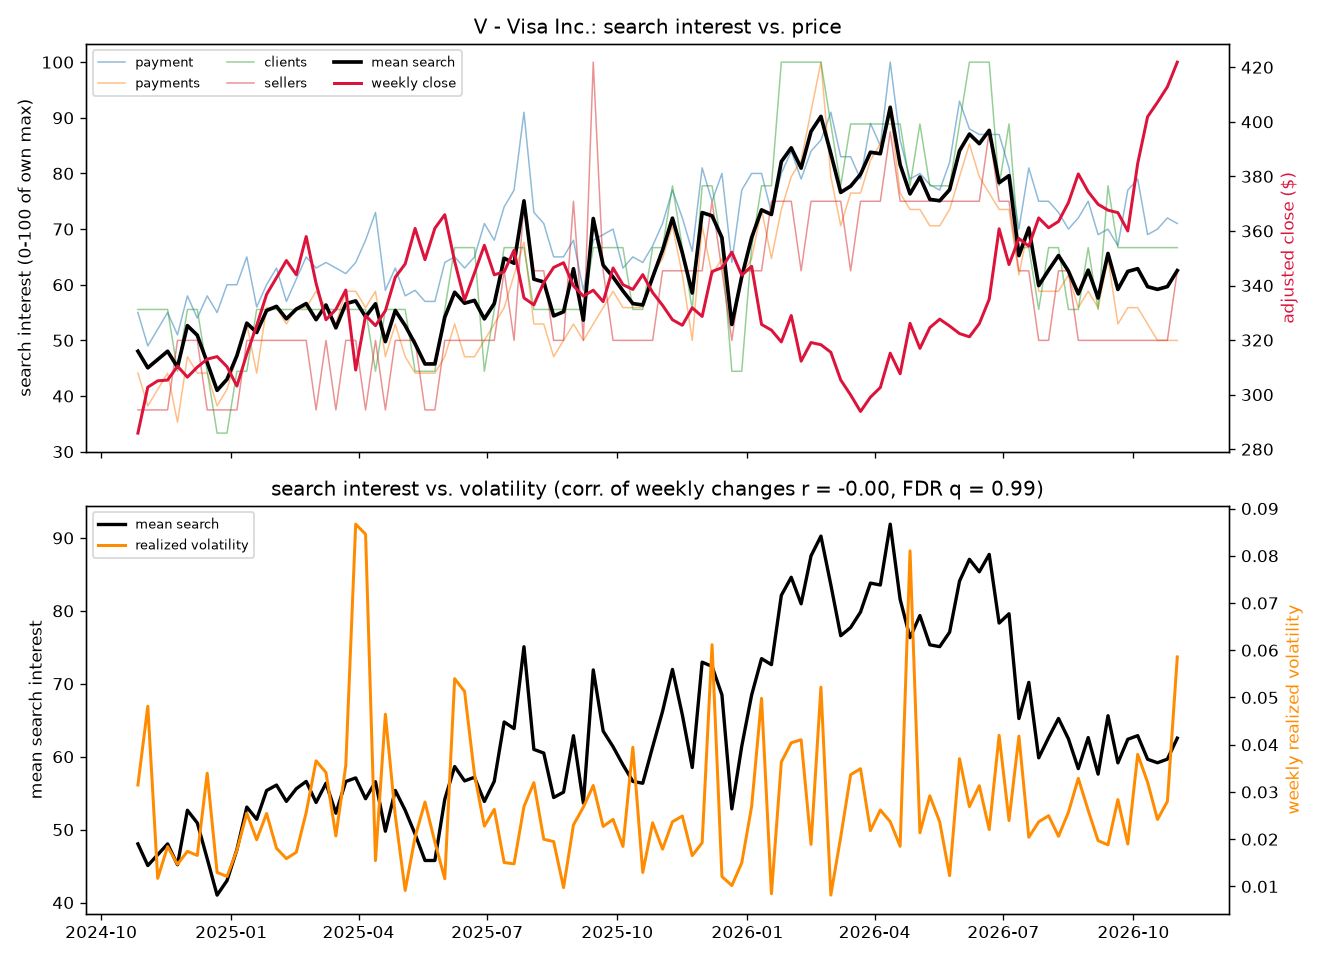 V - Visa Inc.: search interest vs. price
payment
payments
clients
sellers
mean search
weekly close
search interest (0-100 of own max)
100
90
80
70
60
50
40
30
420
400
380
360
340
320
300
280
adjusted close ($)
search interest vs. volatility (corr. of weekly changes r = -0.00, FDR q = 0.99)
mean search
realized volatility
mean search interest
90
80
70
60
50
40
0.09
0.08
0.07
0.06
0.05
0.04
0.03
0.02
0.01
weekly realized volatility
2024-10
2025-01
2025-04
2025-07
2025-10
2026-01
2026-04
2026-07
2026-10